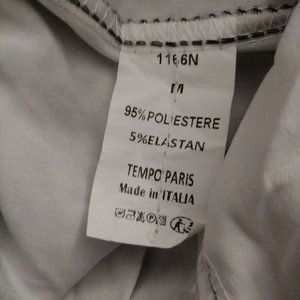 1166N
M
95% POLIESTERE
5% ELASTAN
TEMPO PARIS
Made in ITALIA